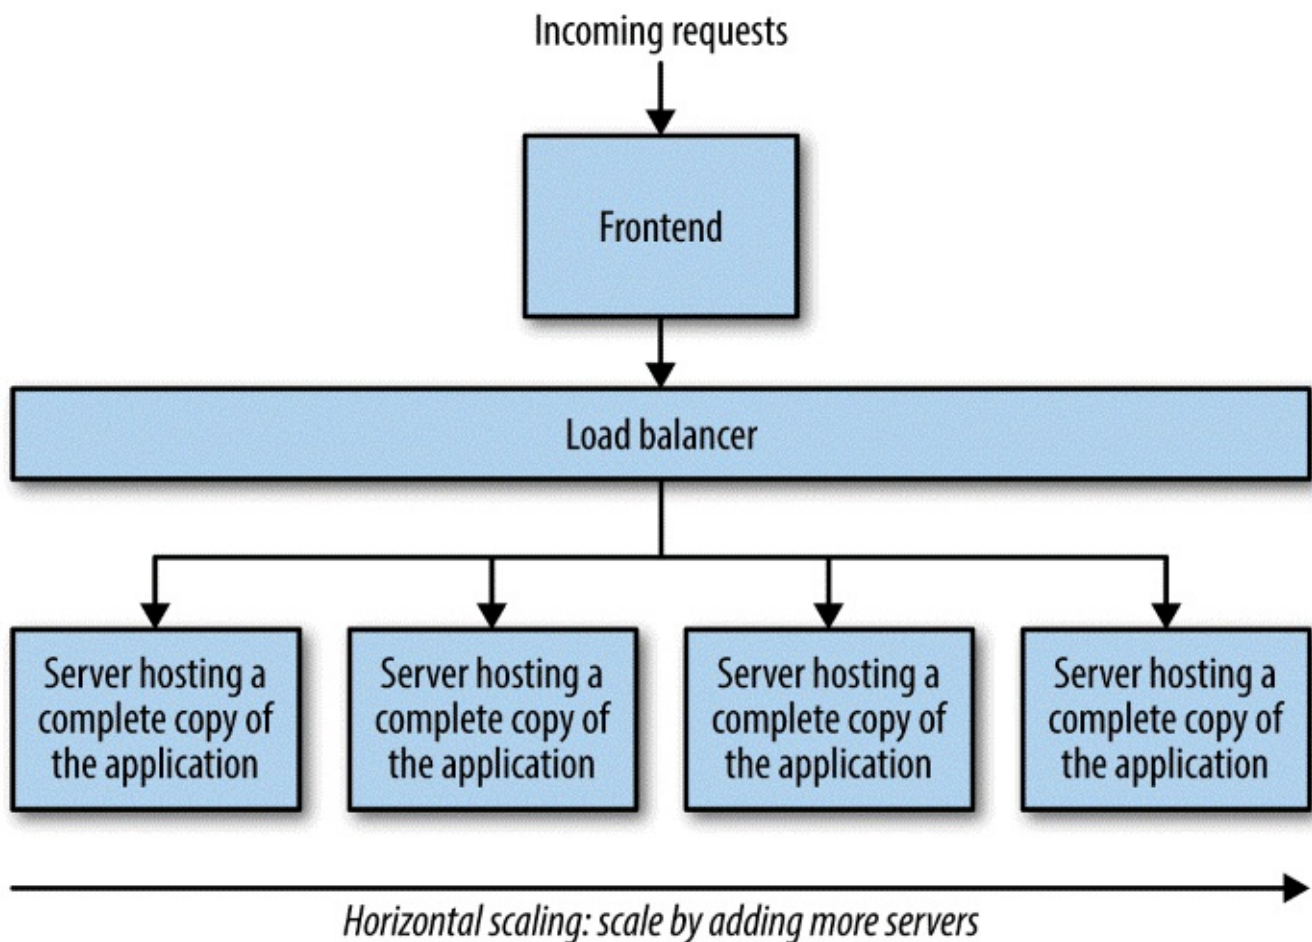 Incoming requests
Frontend
Load balancer
Server hosting a
complete copy of
the application
Server hosting a
complete copy of
the application
Server hosting a
complete copy of
the application
Server hosting a
complete copy of
the application
Horizontal scaling: scale by adding more servers